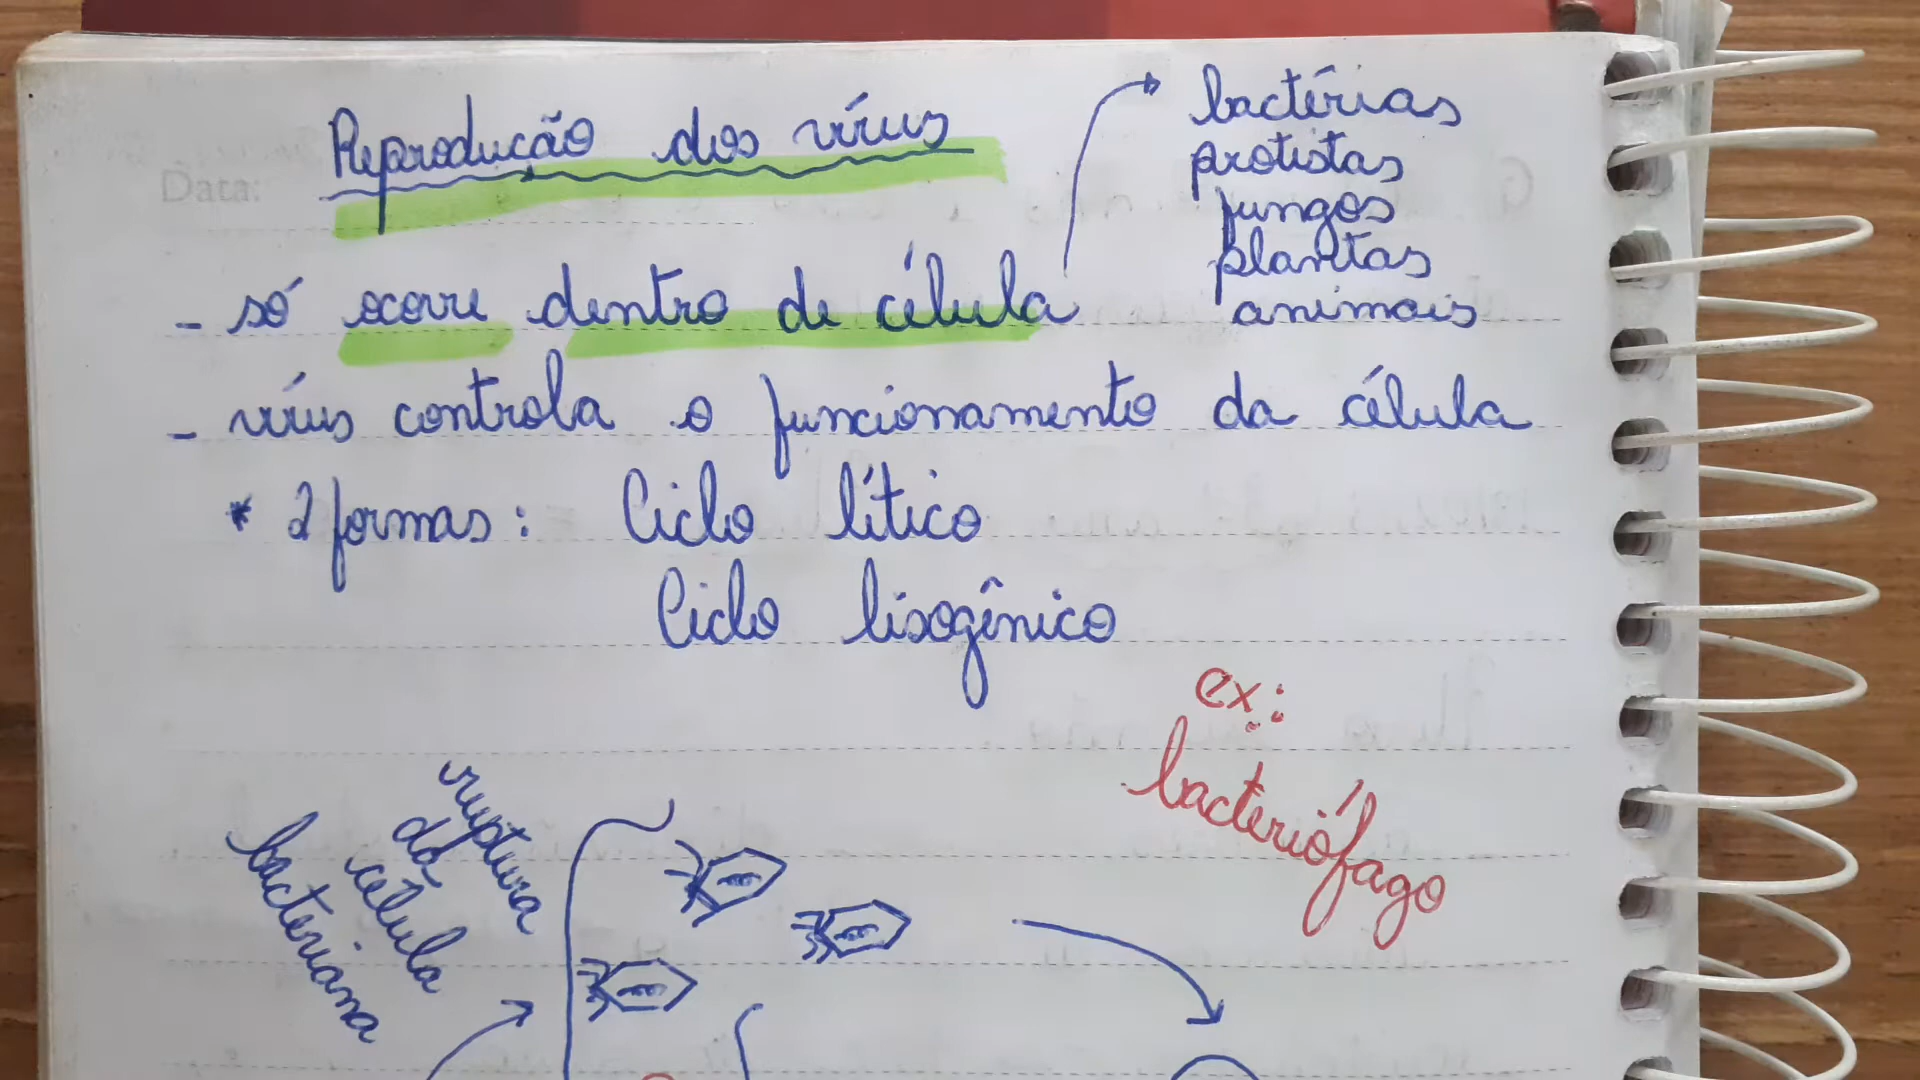 Data:
Reprodução dos vírus
bactérias
protistas
fungos
plantas
animais
- só ocorre dentro de célula
- vírus controla o funcionamento da célula
* 2 formas: Ciclo lítico
Ciclo lisogênico
ex:
bacteriófago
ruptura
da
célula
bacteriana